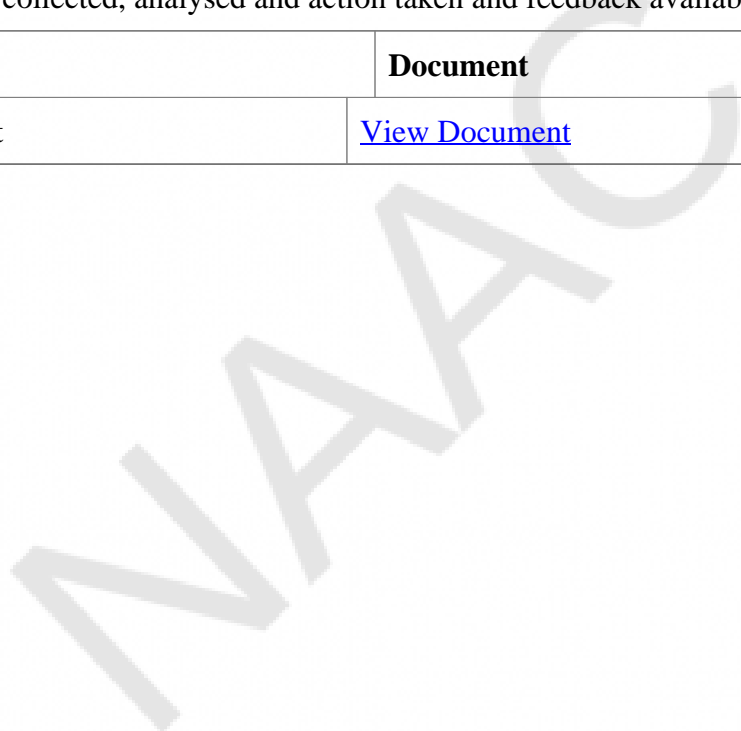 collected, analysed and action taken and feedback availab
Document
t
View Document
NAAC